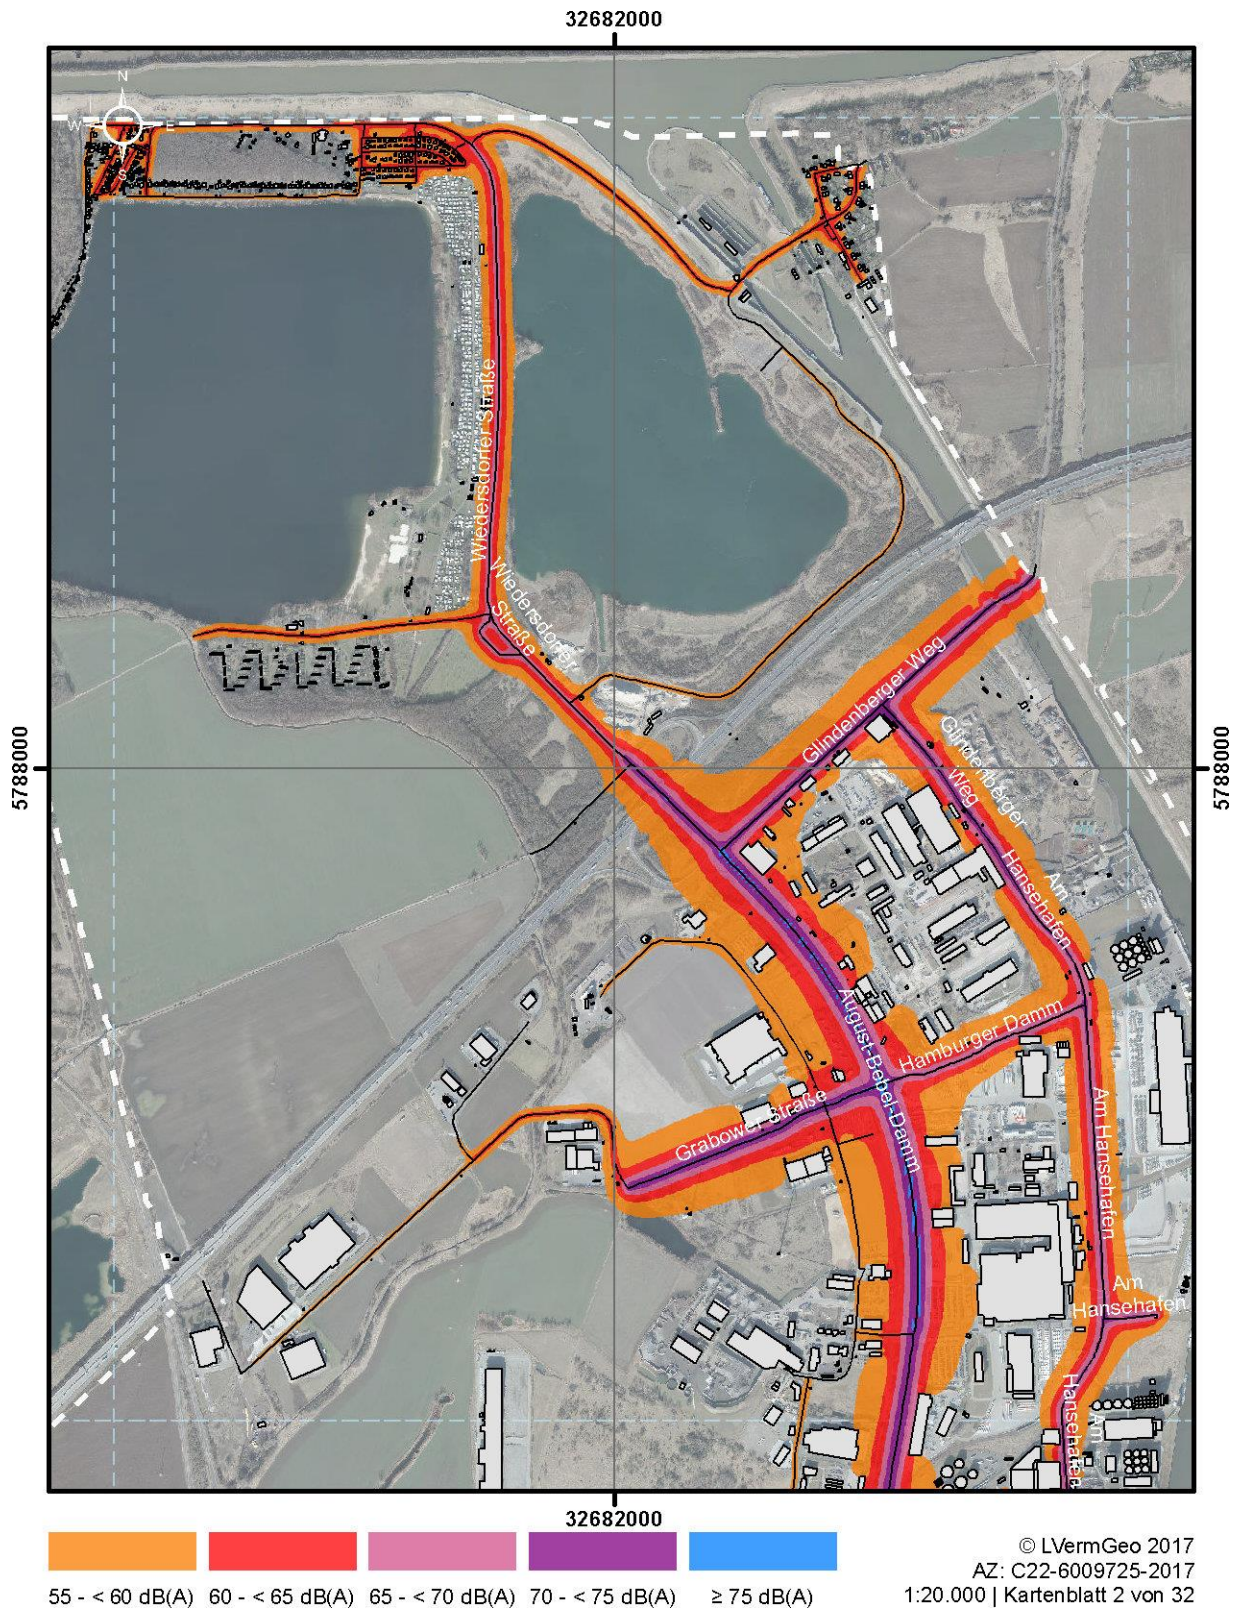 32682000
N
W
E
S
Wiedersdorfer Straße
Wiedersdorfer
Straße
Glindenberger Weg
Glindenberger
Weg
5788000
5788000
Am
Hansehafen
August-Bebel-Damm
Hamburger Damm
Grabower Straße
Am Hansehafen
Am
Hansehafen
Am
Hansehafen
32682000
55 - < 60 dB(A)
60 - < 65 dB(A)
65 - < 70 dB(A)
70 - < 75 dB(A)
≥ 75 dB(A)
© LVermGeo 2017
AZ: C22-6009725-2017
1:20.000 | Kartenblatt 2 von 32